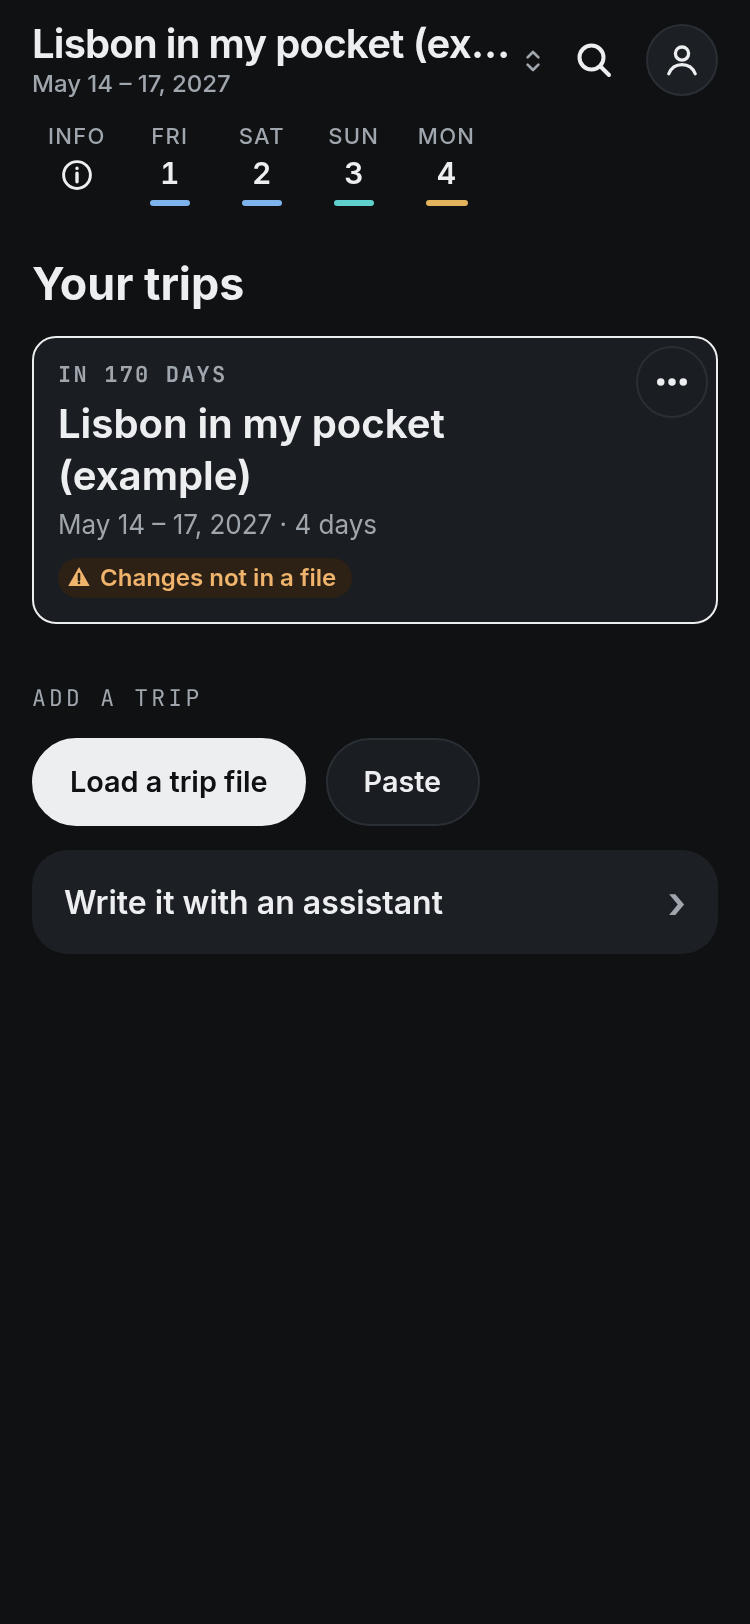 Lisbon in my pocket (ex...
May 14 – 17, 2027
INFO FRI SAT SUN MON
1 2 3 4
Your trips
IN 170 DAYS
Lisbon in my pocket
(example)
May 14 – 17, 2027 · 4 days
Changes not in a file
ADD A TRIP
Load a trip file Paste
Write it with an assistant